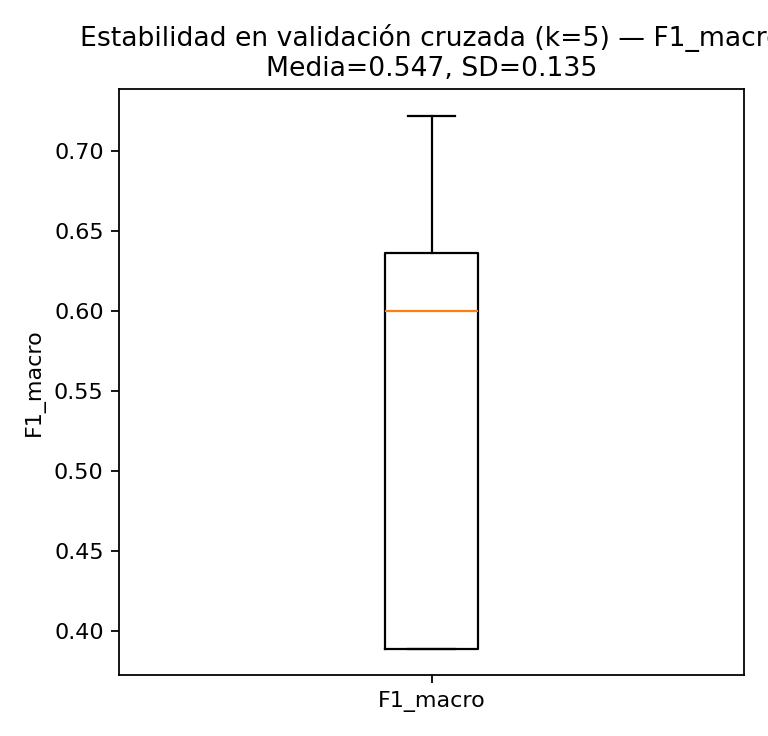 Estabilidad en validación cruzada (k=5) — F1_macr
Media=0.547, SD=0.135
0.70
0.65
0.60
0.55
0.50
0.45
0.40
F1_macro
F1_macro